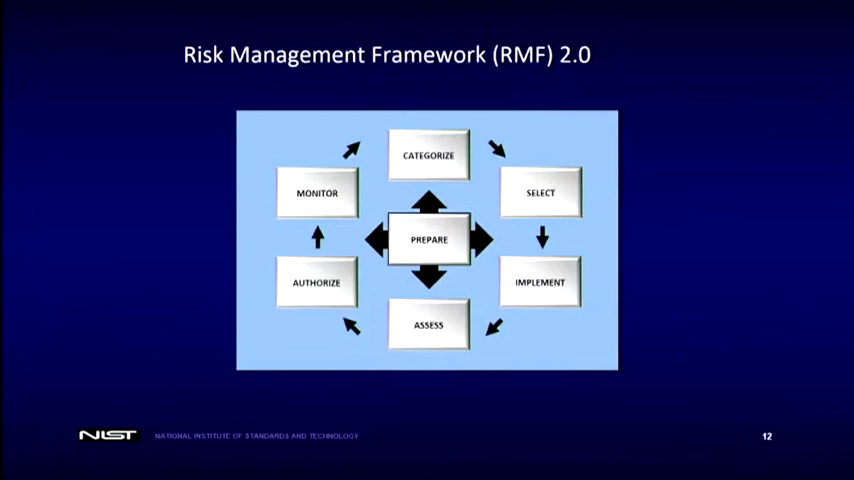 Risk Management Framework (RMF) 2.0
CATEGORIZE
MONITOR
SELECT
PREPARE
AUTHORIZE
IMPLEMENT
ASSESS
NIST NATIONAL INSTITUTE OF STANDARDS AND TECHNOLOGY
12